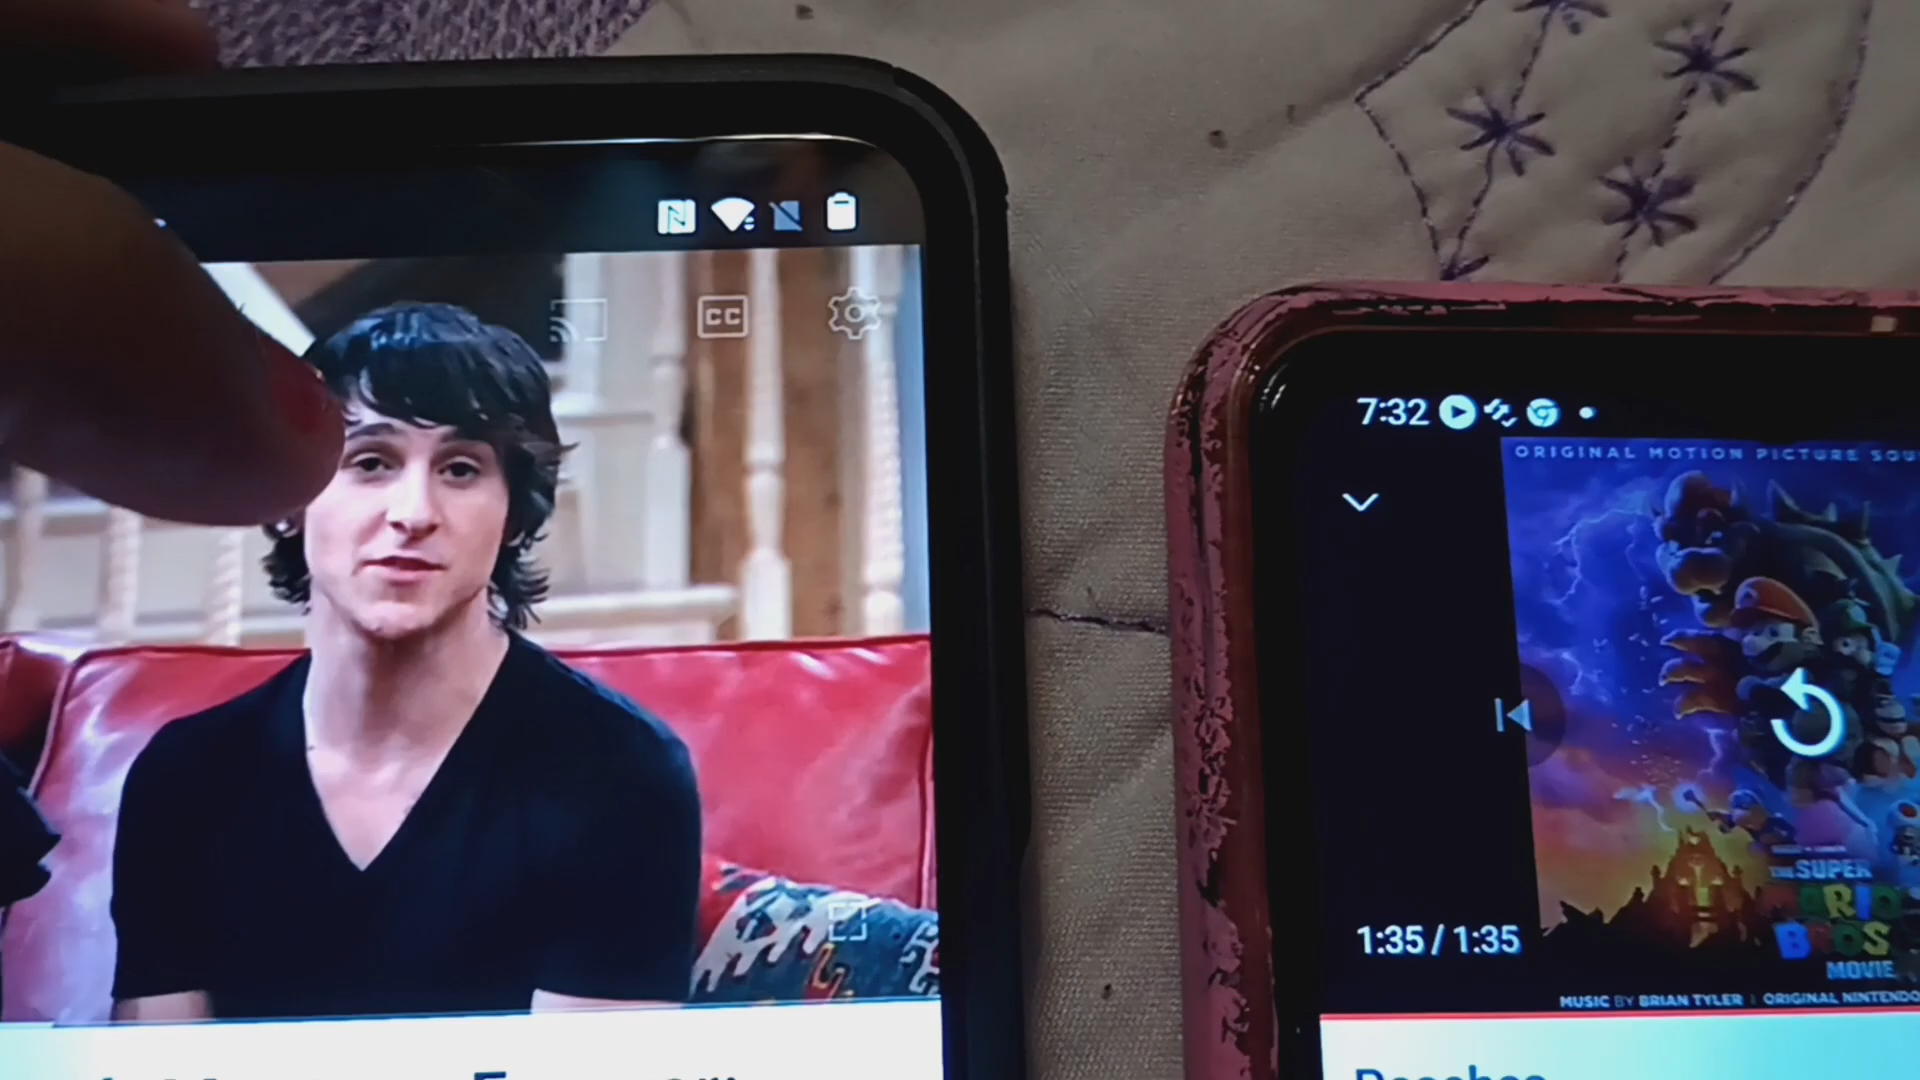 CC
7:32
ORIGINAL MOTION PICTURE SOU
1:35 / 1:35
THE SUPER
MARIO
BROS
MOVIE
MUSIC BY BRIAN TYLER | ORIGINAL NINTENDO
Peaches